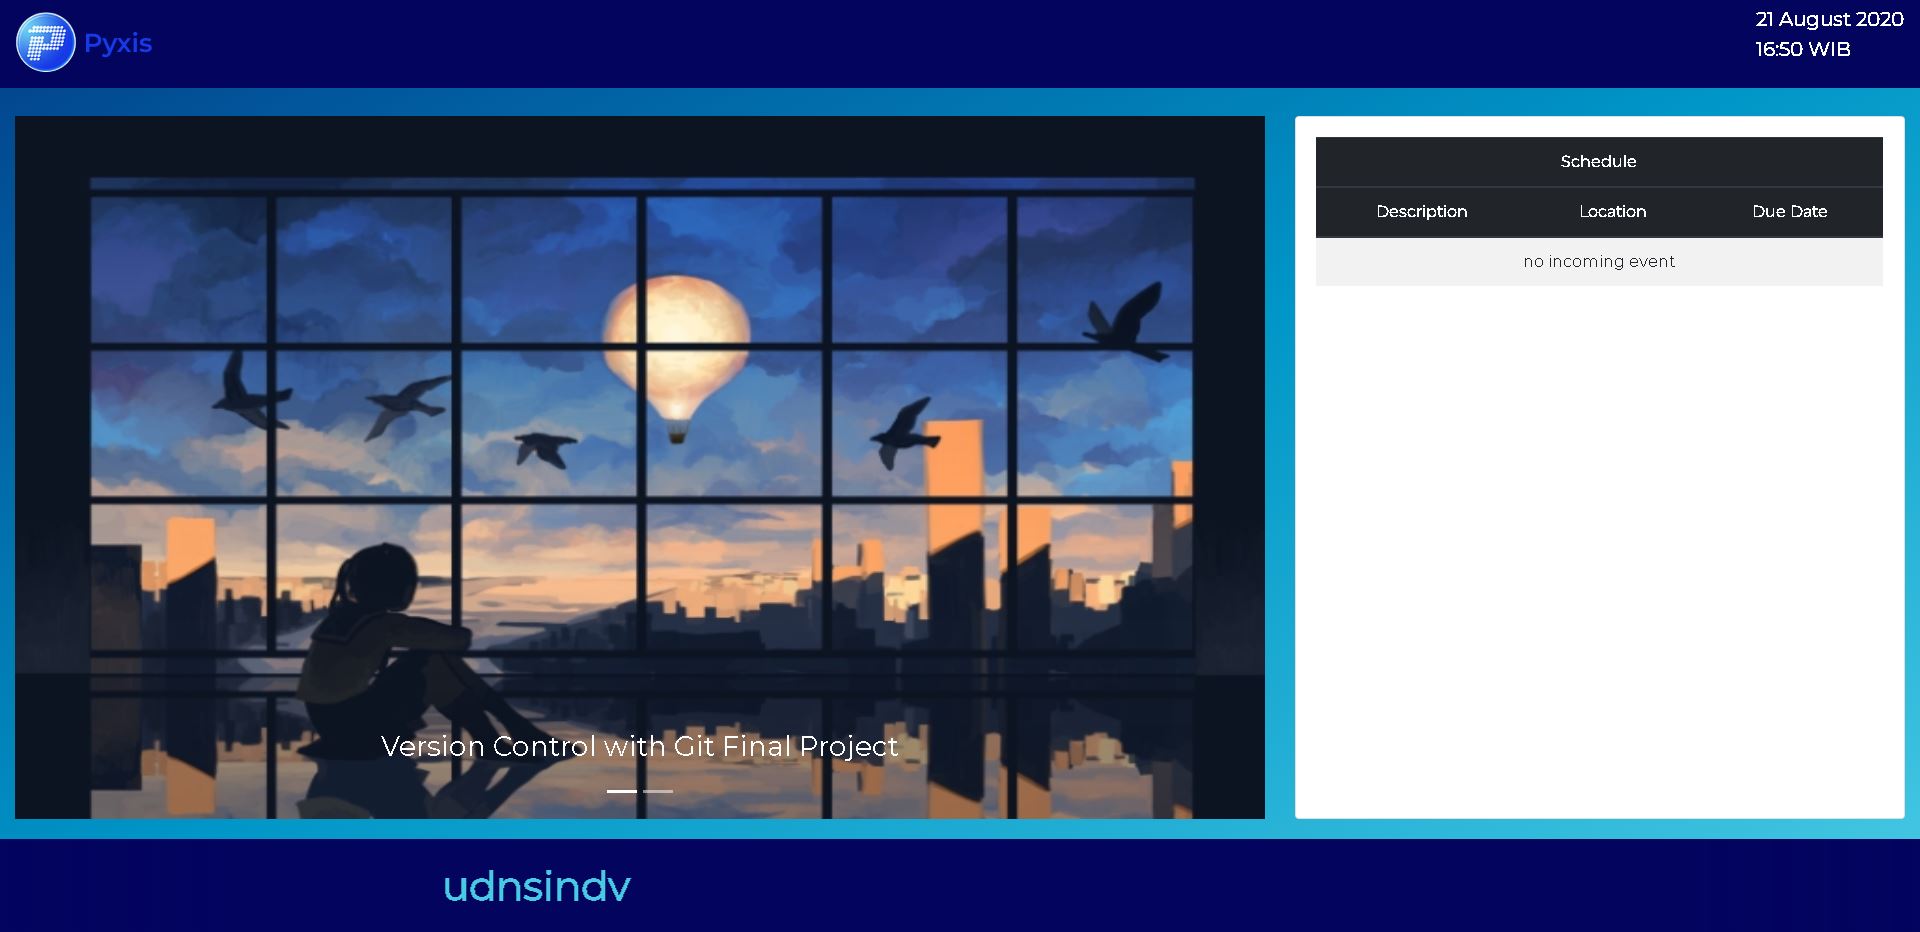 Pyxis
21 August 2020
16:50 WIB
Schedule
Description Location Due Date
no incoming event
Version Control with Git Final Project
udnsindv